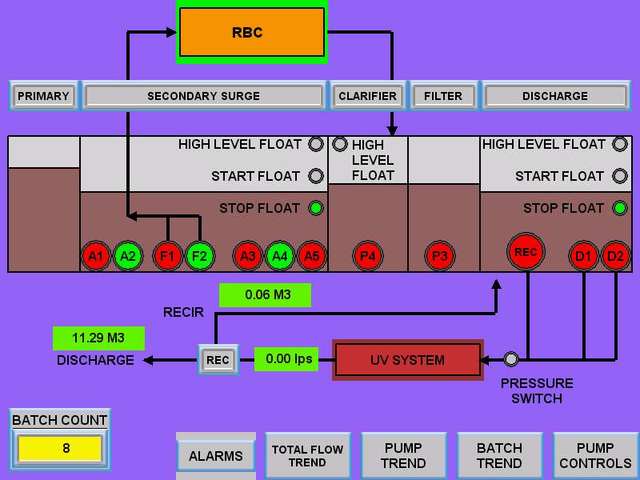 RBC
PRIMARY
SECONDARY SURGE
CLARIFIER
FILTER
DISCHARGE
HIGH LEVEL FLOAT
HIGH
LEVEL
FLOAT
HIGH LEVEL FLOAT
START FLOAT
START FLOAT
STOP FLOAT
STOP FLOAT
A1
A2
F1
F2
A3
A4
A5
P4
P3
REC
D1
D2
0.06 M3
RECIR
11.29 M3
DISCHARGE
REC
0.00 lps
UV SYSTEM
PRESSURE
SWITCH
BATCH COUNT
8
ALARMS
TOTAL FLOW
TREND
PUMP
TREND
BATCH
TREND
PUMP
CONTROLS